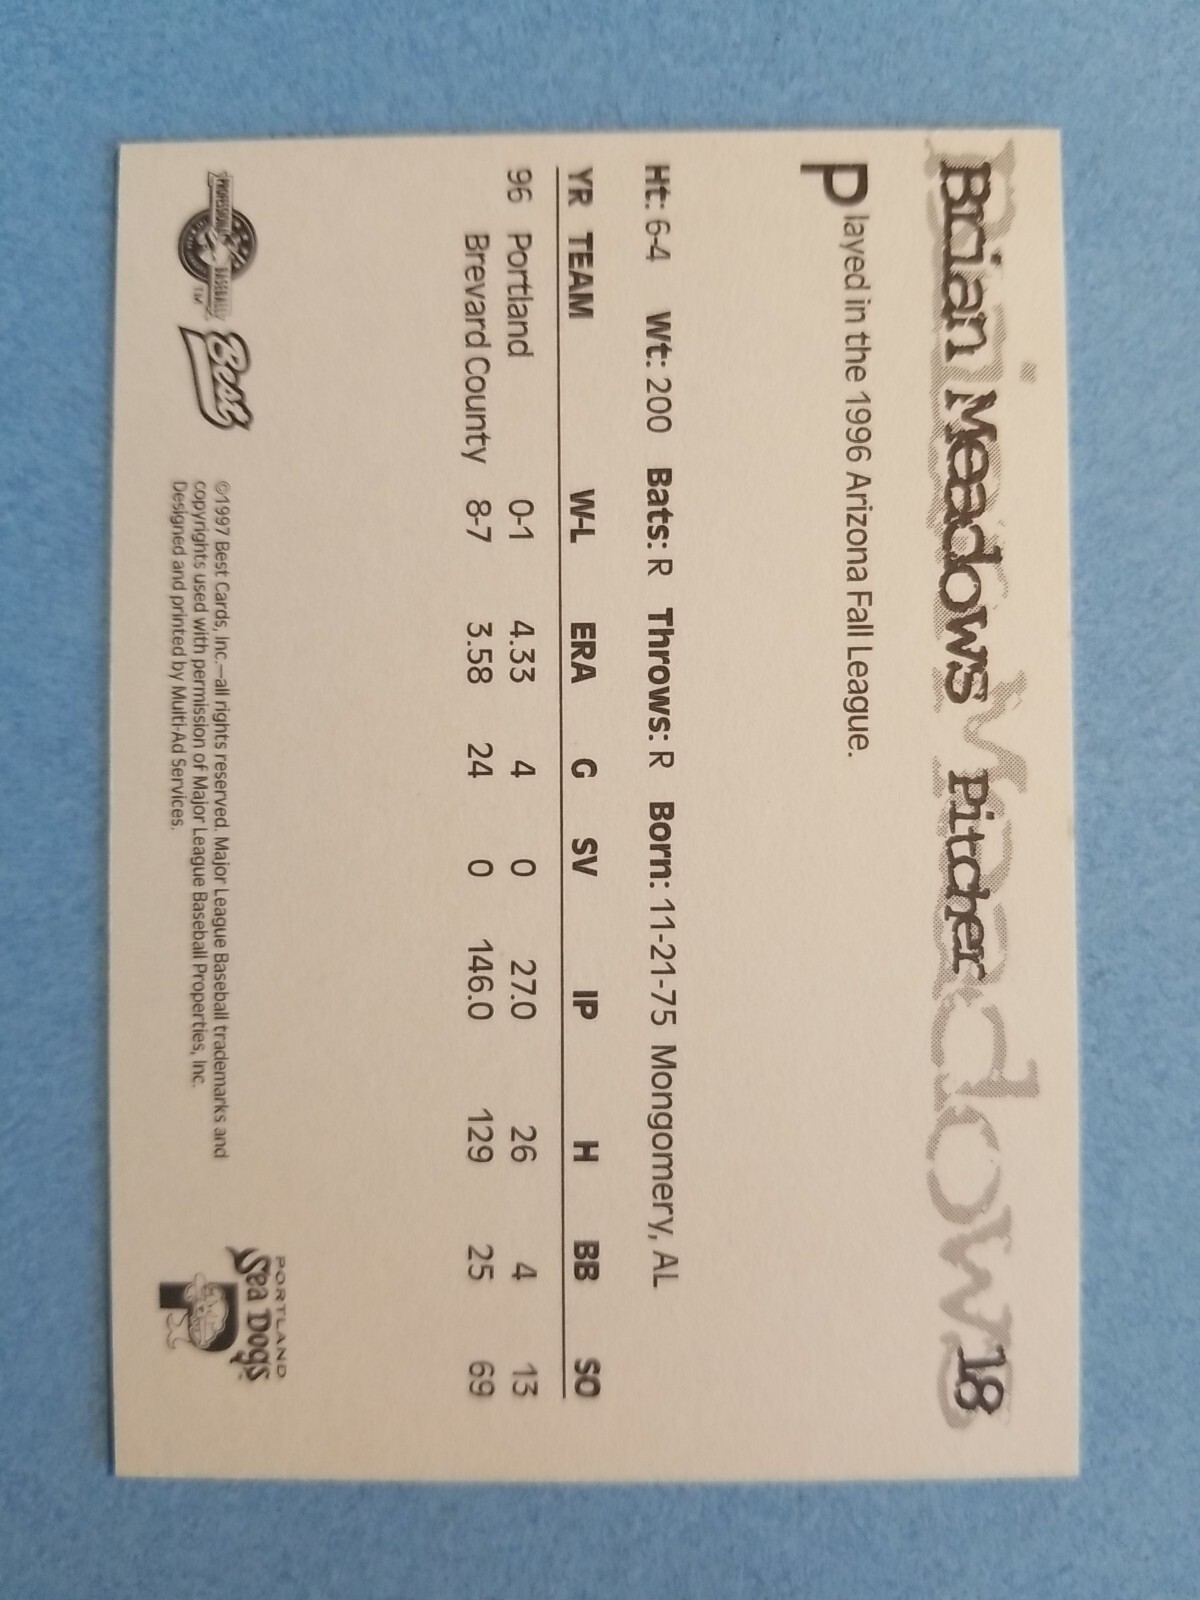 Brian Meadows Pitcher 18
Played in the 1996 Arizona Fall League.
Ht: 6-4 Wt: 200 Bats: R Throws: R Born: 11-21-75 Mongomery, AL
YR TEAM W-L ERA G SV IP H BB SO
96 Portland 0-1 4.33 4 0 27.0 26 4 13
Brevard County 8-7 3.58 24 0 146.0 129 25 69
PROFESSIONAL BASEBALL TM
Best
©1997 Best Cards, Inc.—all rights reserved. Major League Baseball trademarks and
copyrights used with permission of Major League Baseball Properties, Inc.
Designed and printed by Multi-Ad Services.
PORTLAND
Sea Dogs